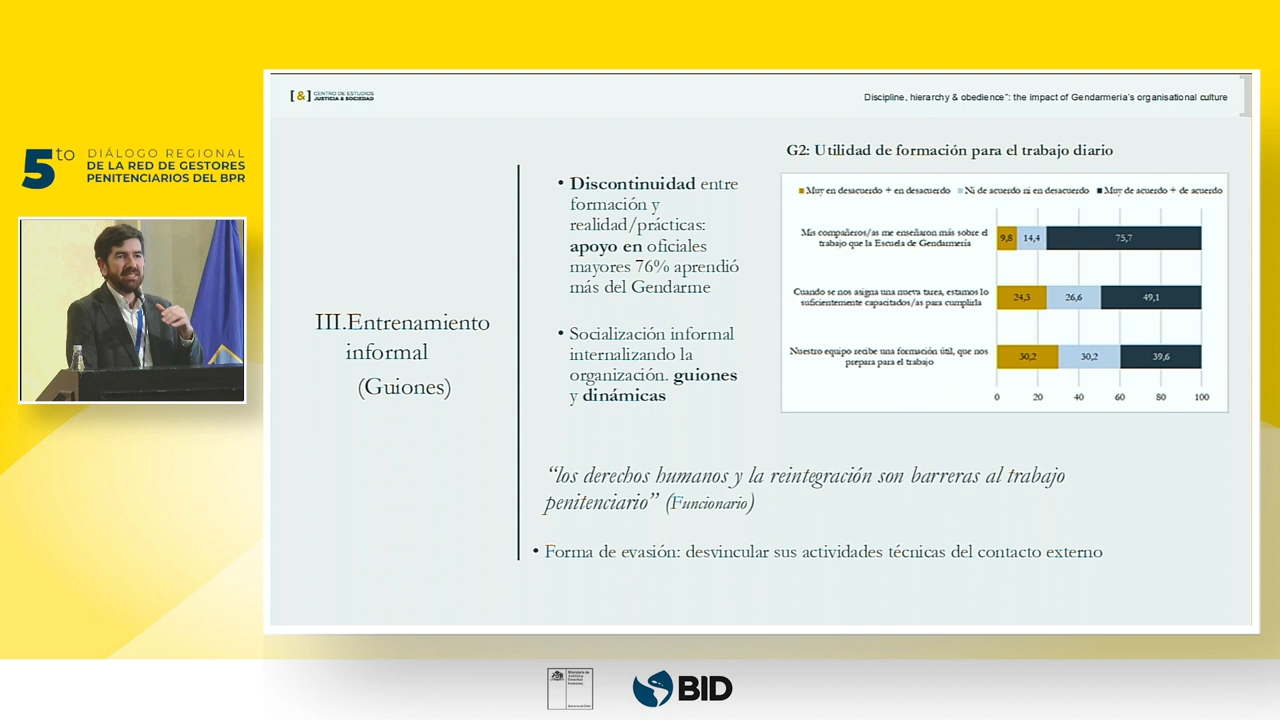 5to DIÁLOGO REGIONAL
DE LA RED DE GESTORES
PENITENCIARIOS DEL BPR
[&] CENTRO DE ESTUDIOS
JUSTICIA & SOCIEDAD
Discipline, hierarchy & obedience”: the impact of Gendarmería's organisational culture
III.Entrenamiento
informal
(Guiones)
• Discontinuidad entre
formación y
realidad/prácticas:
apoyo en oficiales
mayores 76% aprendió
más del Gendarme
• Socialización informal
internalizando la
organización. guiones
y dinámicas
G2: Utilidad de formación para el trabajo diario
Muy en desacuerdo + en desacuerdo Ni de acuerdo ni en desacuerdo Muy de acuerdo + de acuerdo
Mis compañeros/as me enseñaron más sobre el
trabajo que la Escuela de Gendarmería
9,8 14,4 75,7
Cuando se nos asigna una nueva tarea, estamos lo
suficientemente capacitados/as para cumplirla
24,3 26,6 49,1
Nuestro equipo recibe una formación útil, que nos
prepara para el trabajo
30,2 30,2 39,6
0 20 40 60 80 100
“los derechos humanos y la reintegración son barreras al trabajo
penitenciario” (Funcionario)
• Forma de evasión: desvincular sus actividades técnicas del contacto externo
Ministerio de
Justicia y
Derechos
Humanos
Gobierno de Chile
BID